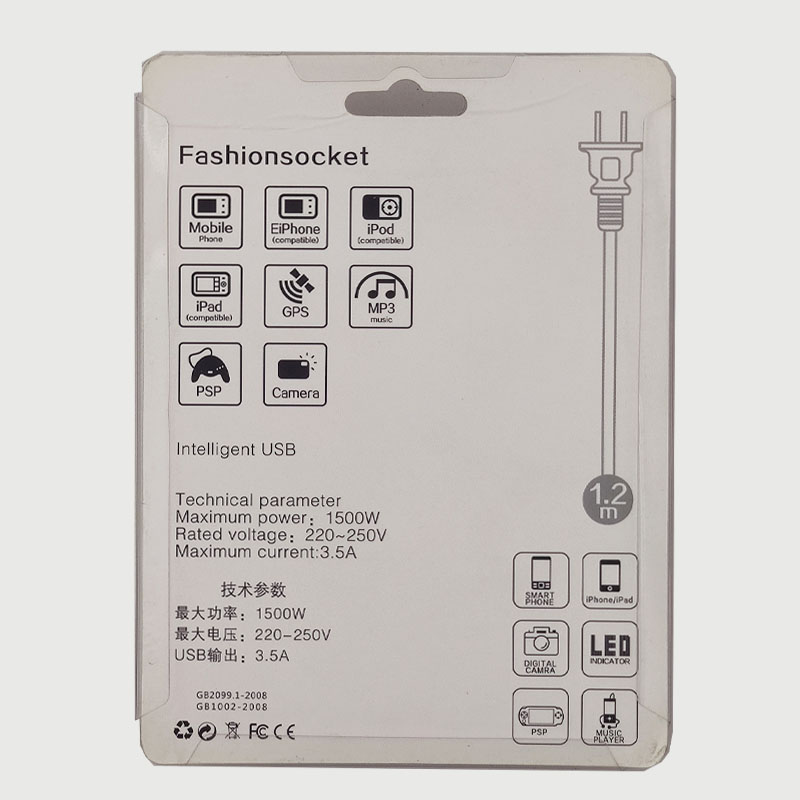 Fashionsocket
Mobile
Phone
EiPhone
(compatible)
iPod
(compatible)
iPad
(compatible)
GPS
MP3
music
PSP
Camera
Intelligent USB
Technical parameter
Maximum power：1500W
Rated voltage：220~250V
Maximum current:3.5A
技术参数
最大功率：1500W
最大电压：220-250V
USB输出：3.5A
GB2099.1-2008
GB1002-2008
FC CE
1.2
m
SMART
PHONE
iPhone/iPad
DIGITAL
CAMRA
LED
INDICATOR
PSP
MUSIC
PLAYER